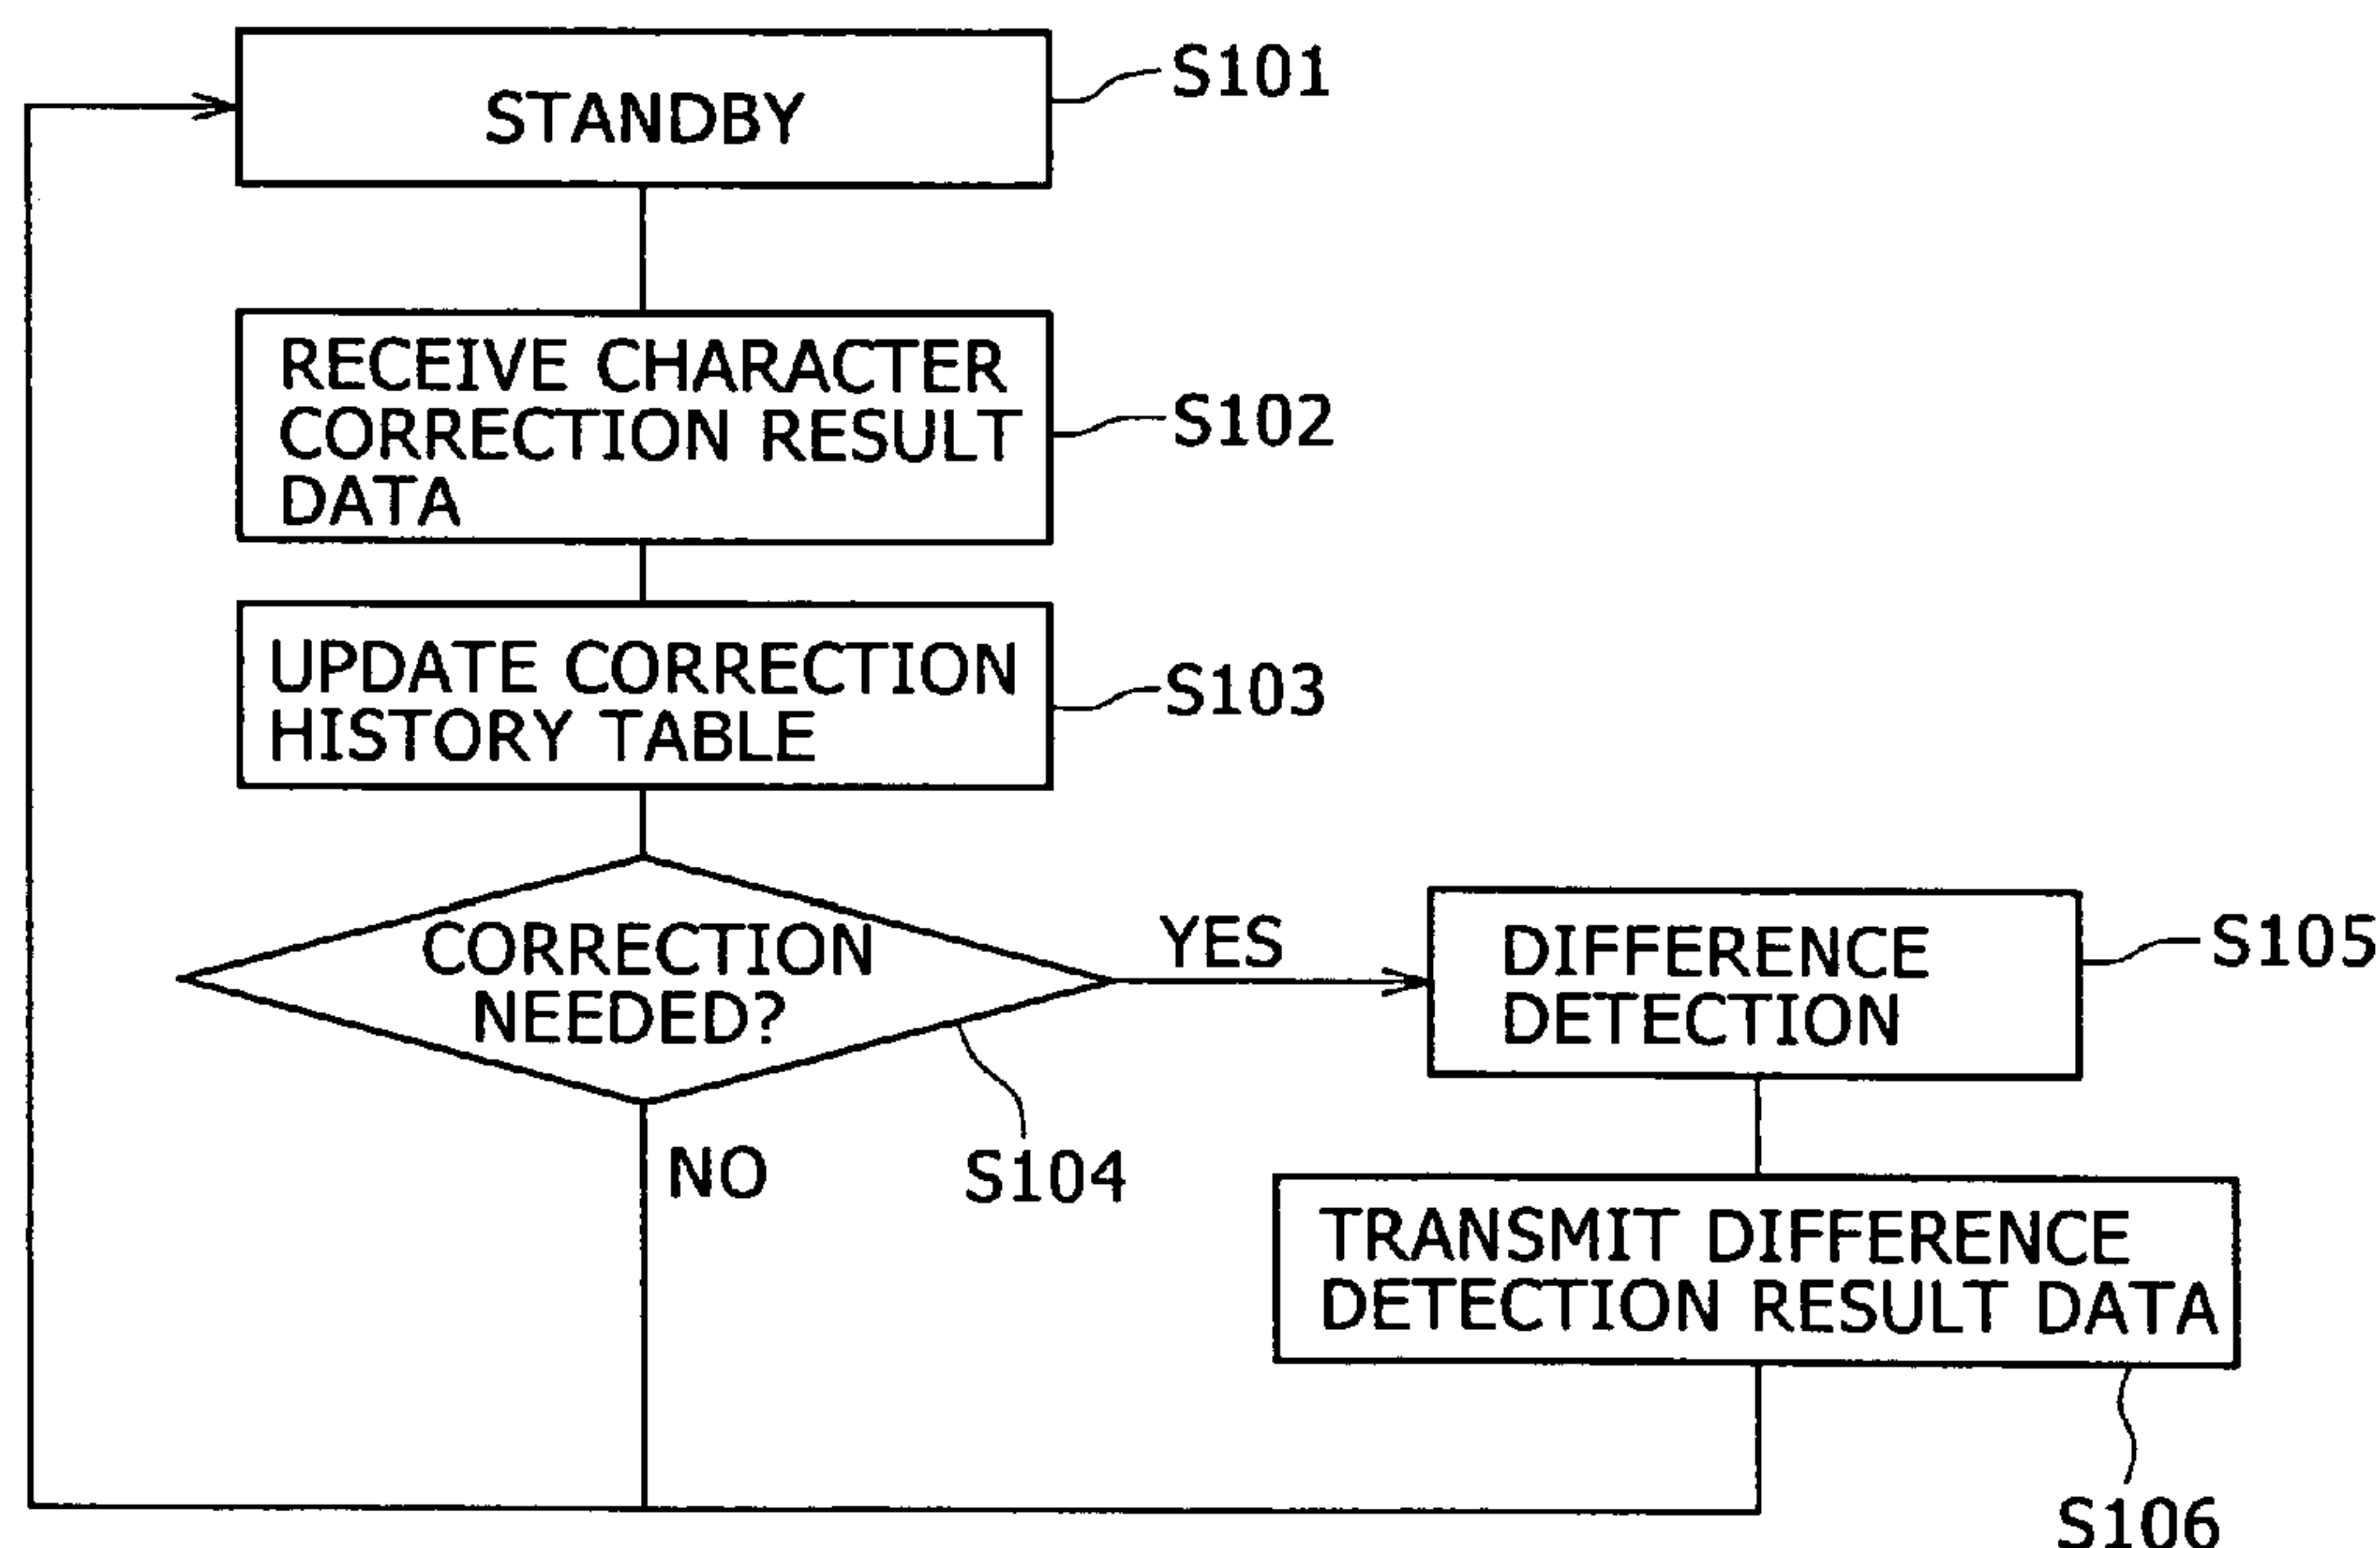 STANDBY
S101
RECEIVE CHARACTER
CORRECTION RESULT
DATA
S102
UPDATE CORRECTION
HISTORY TABLE
S103
CORRECTION
NEEDED?
YES
NO
S104
DIFFERENCE
DETECTION
S105
TRANSMIT DIFFERENCE
DETECTION RESULT DATA
S106